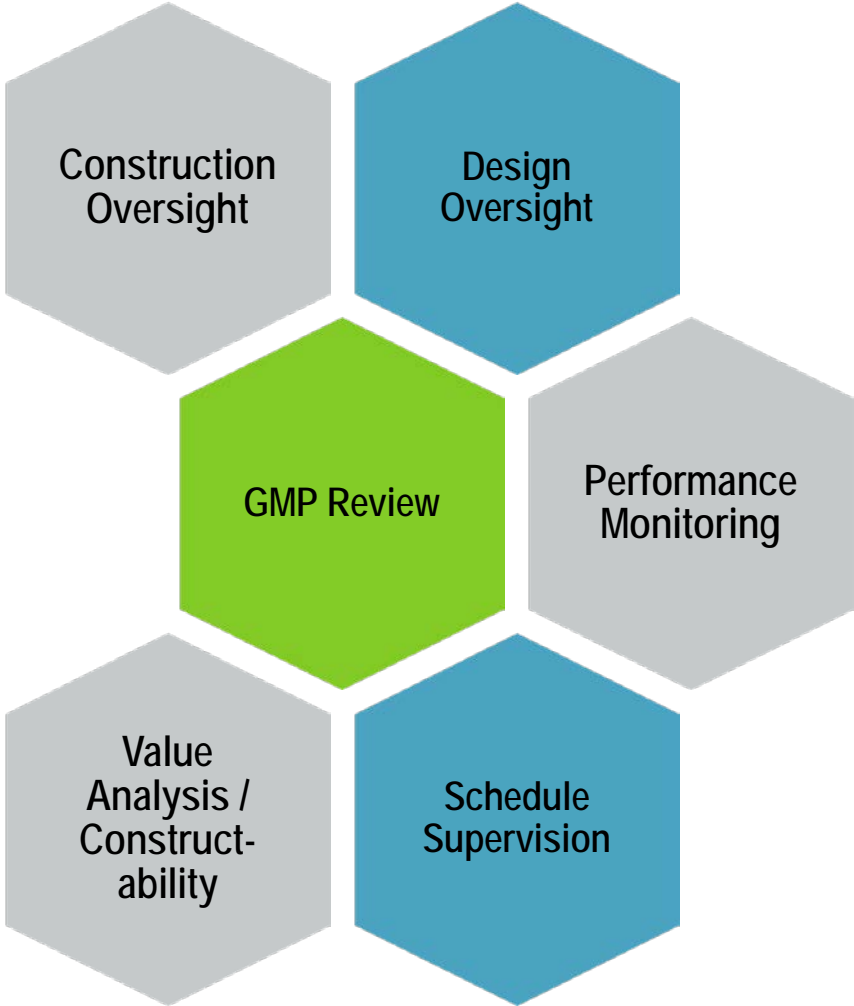 Construction
Oversight
Design
Oversight
GMP Review
Performance
Monitoring
Value
Analysis /
Construct-
ability
Schedule
Supervision